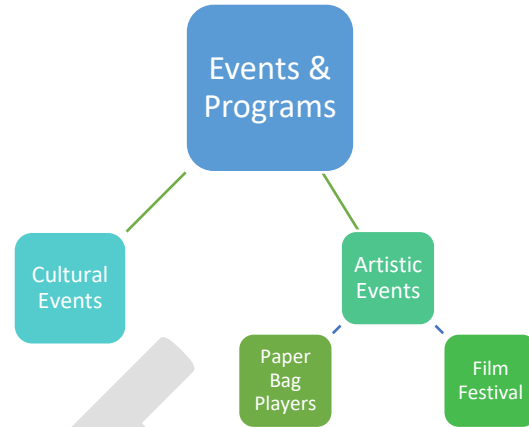 Events &
Programs
Cultural
Events
Artistic
Events
Paper
Bag
Players
Film
Festival